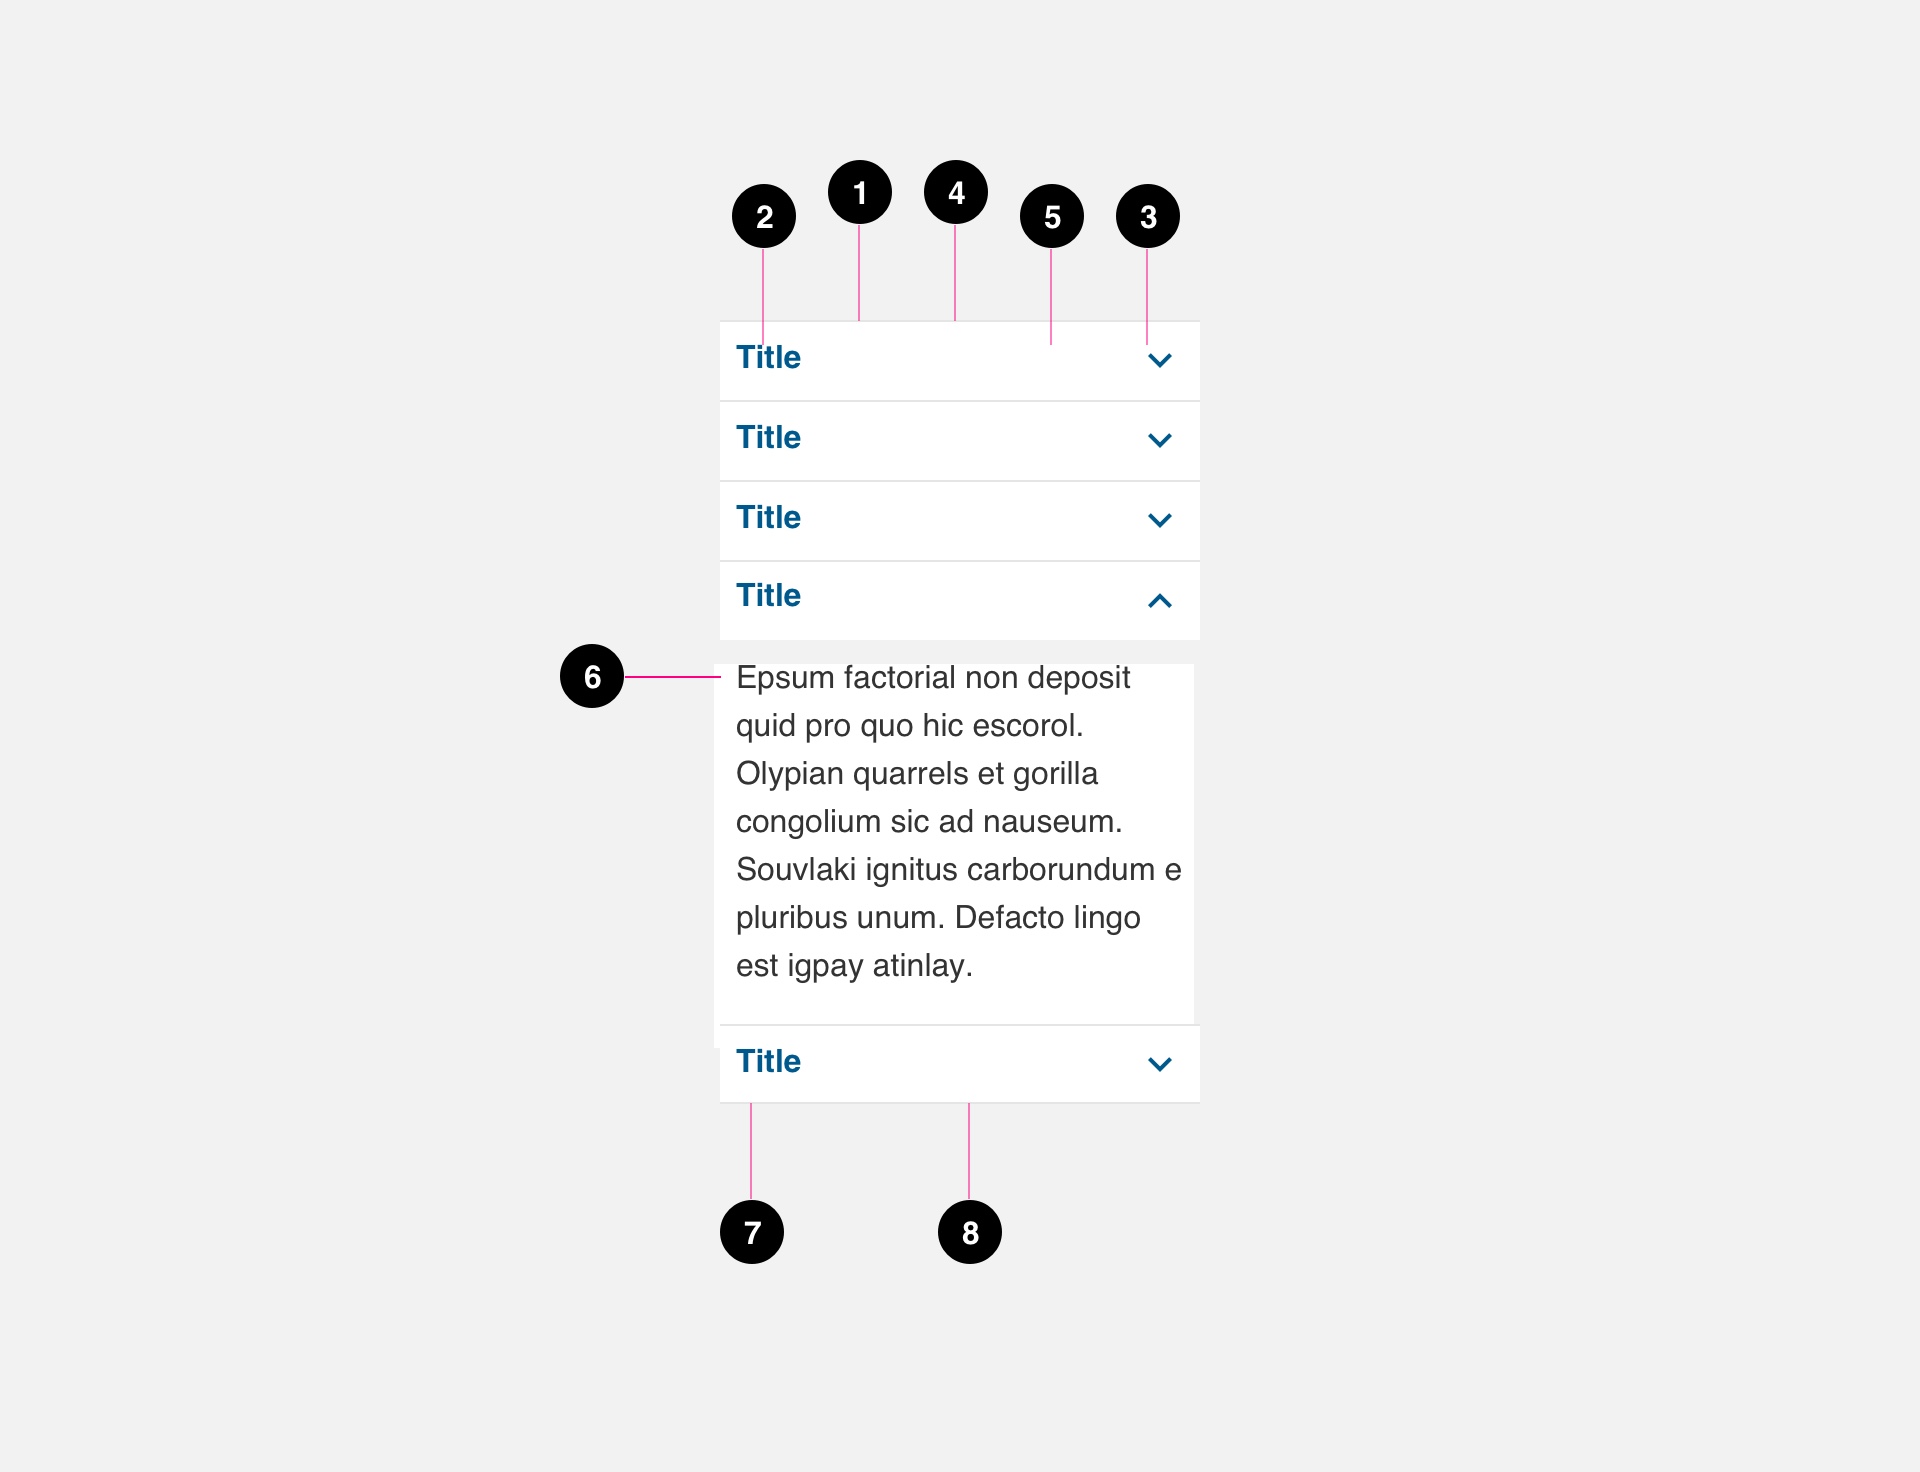 1
4
2
5
3
Title
Title
Title
Title
6
Epsum factorial non deposit
quid pro quo hic escorol.
Olypian quarrels et gorilla
congolium sic ad nauseum.
Souvlaki ignitus carborundum e
pluribus unum. Defacto lingo
est igpay atinlay.
Title
7
8